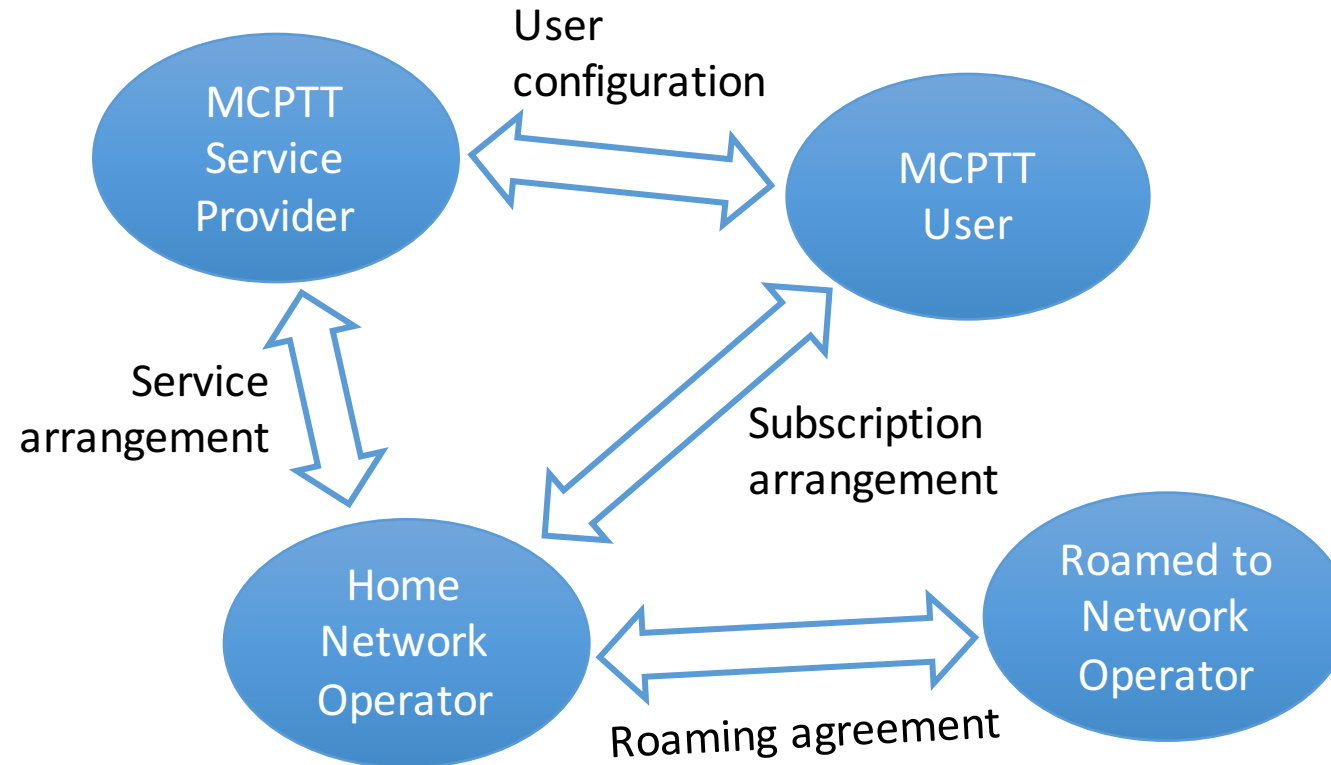 User
configuration
MCPTT
Service
Provider
MCPTT
User
Service
arrangement
Subscription
arrangement
Home
Network
Operator
Roamed to
Network
Operator
Roaming agreement